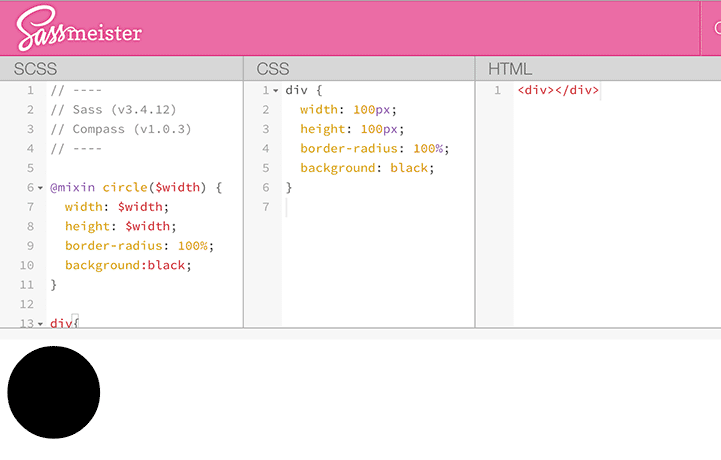 Sassmeister
SCSS
1 // ----
2 // Sass (v3.4.12)
3 // Compass (v1.0.3)
4 // ----
5
6 @mixin circle($width) {
7 width: $width;
8 height: $width;
9 border-radius: 100%;
10 background:black;
11 }
12
13 div{
CSS
1 div {
2 width: 100px;
3 height: 100px;
4 border-radius: 100%;
5 background: black;
6 }
7
HTML
1 <div></div>